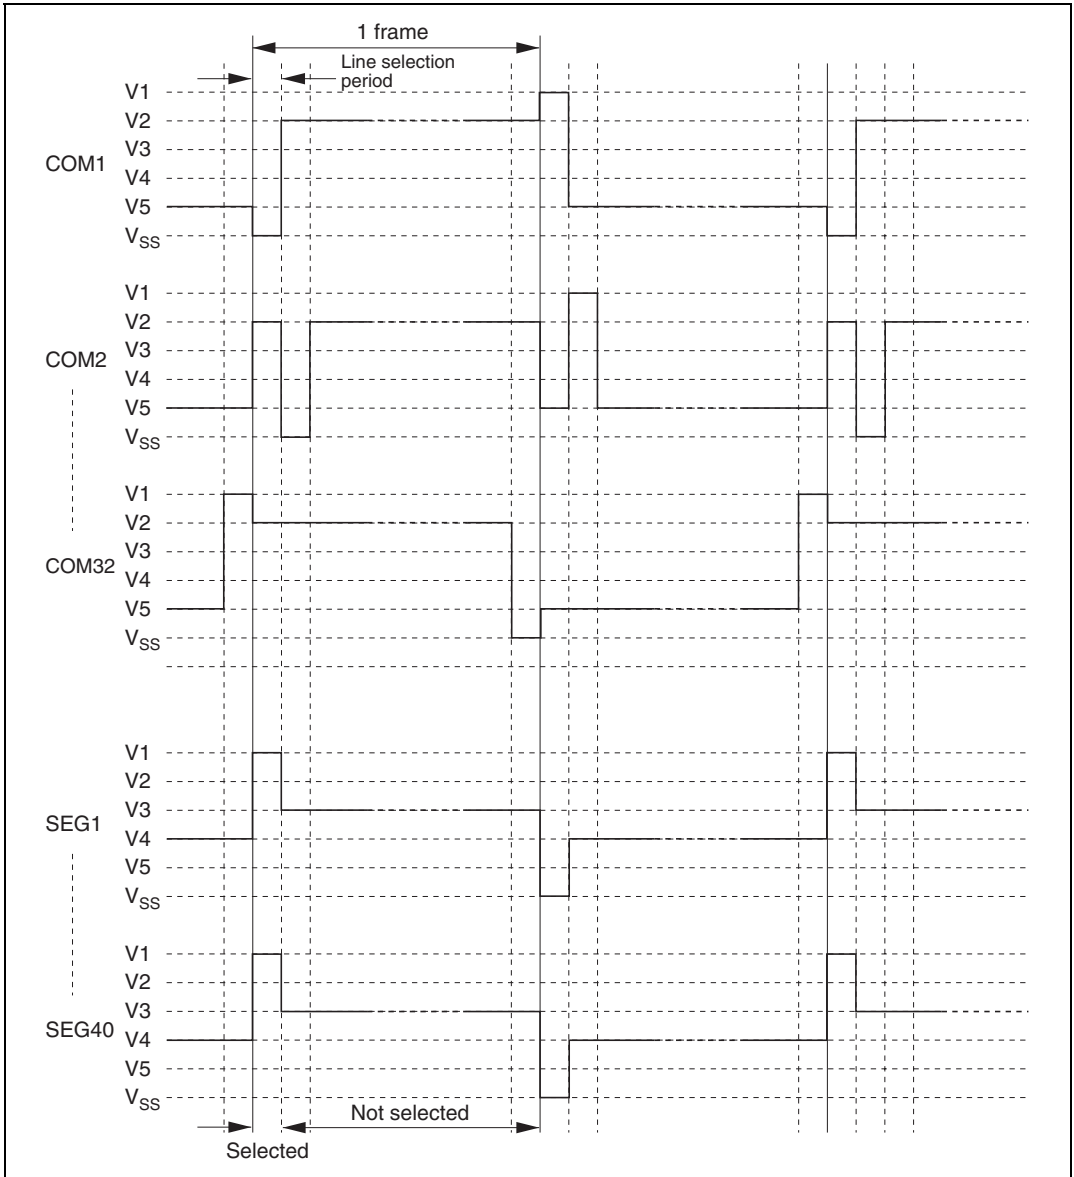 1 frame
Line selection
period
V1
V2
V3
COM1
V4
V5
VSS
V1
V2
V3
COM2
V4
V5
VSS
V1
V2
V3
COM32
V4
V5
VSS
V1
V2
V3
SEG1
V4
V5
VSS
V1
V2
V3
SEG40
V4
V5
VSS
Not selected
Selected